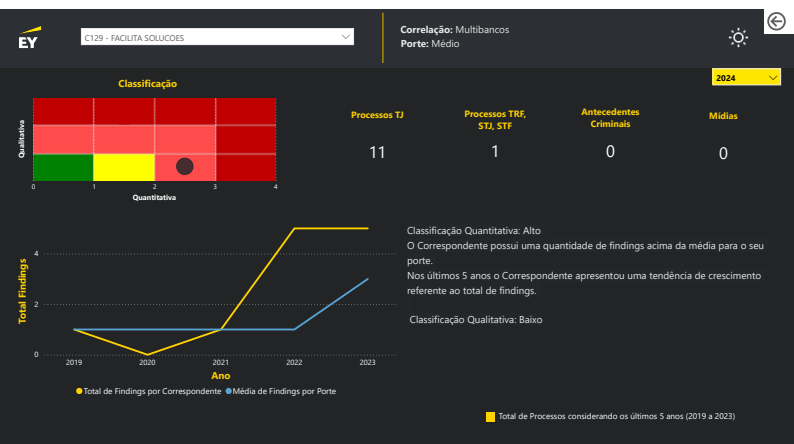 EY
C129 - FACILITA SOLUCOES
Correlação: Multibancos
Porte: Médio
2024
Classificação
Qualitativa
0 1 2 3 4
Quantitativa
Processos TJ
11
Processos TRF,
STJ, STF
1
Antecedentes
Criminais
0
Mídias
0
Total Findings
4
2
0
2019 2020 2021 2022 2023
Ano
Total de Findings por Correspondente Média de Findings por Porte
Classificação Quantitativa: Alto
O Correspondente possui uma quantidade de findings acima da média para o seu
porte.
Nos últimos 5 anos o Correspondente apresentou uma tendência de crescimento
referente ao total de findings.
Classificação Qualitativa: Baixo
Total de Processos considerando os últimos 5 anos (2019 a 2023)